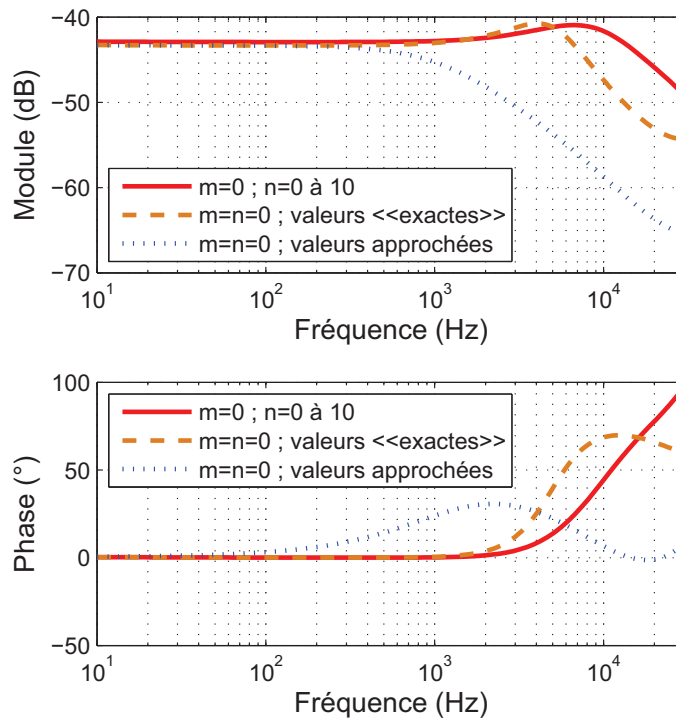 −40
−50
−60
−70
Module (dB)
m=0 ; n=0 à 10
m=n=0 ; valeurs <<exactes>>
m=n=0 ; valeurs approchées
10^1 10^2 10^3 10^4
Fréquence (Hz)
100
50
0
−50
Phase (°)
m=0 ; n=0 à 10
m=n=0 ; valeurs <<exactes>>
m=n=0 ; valeurs approchées
10^1 10^2 10^3 10^4
Fréquence (Hz)